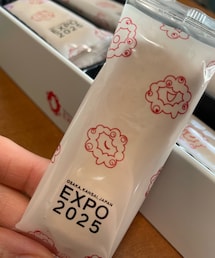 OSAKA, KANSAI, JAPAN
EXPO
2025